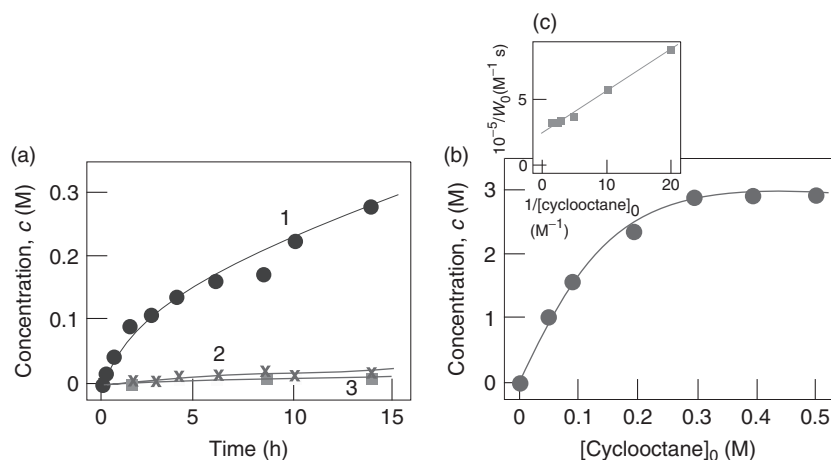 (c)
10⁻⁵/W₀(M⁻¹ s)
5
0
0 10 20
1/[cyclooctane]₀
(M⁻¹)
(a)
Concentration, c (M)
0.3
0.2
0.1
0
1
2
3
0 5 10 15
Time (h)
(b)
Concentration, c (M)
3
2
1
0
0 0.1 0.2 0.3 0.4 0.5
[Cyclooctane]₀ (M)